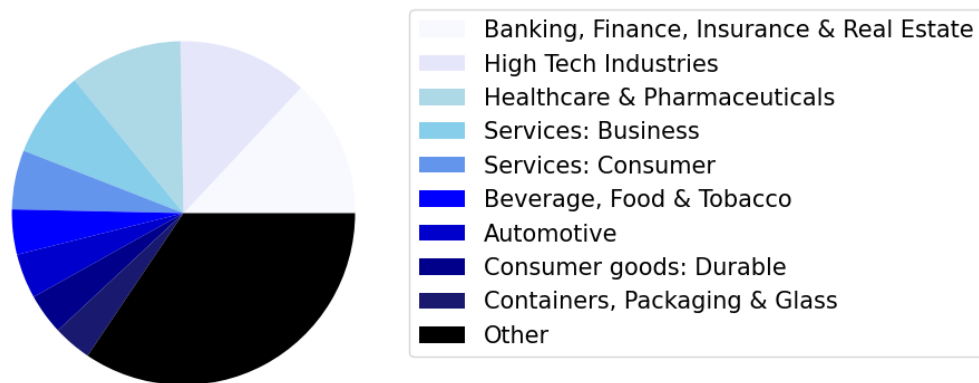 Banking, Finance, Insurance & Real Estate
High Tech Industries
Healthcare & Pharmaceuticals
Services: Business
Services: Consumer
Beverage, Food & Tobacco
Automotive
Consumer goods: Durable
Containers, Packaging & Glass
Other